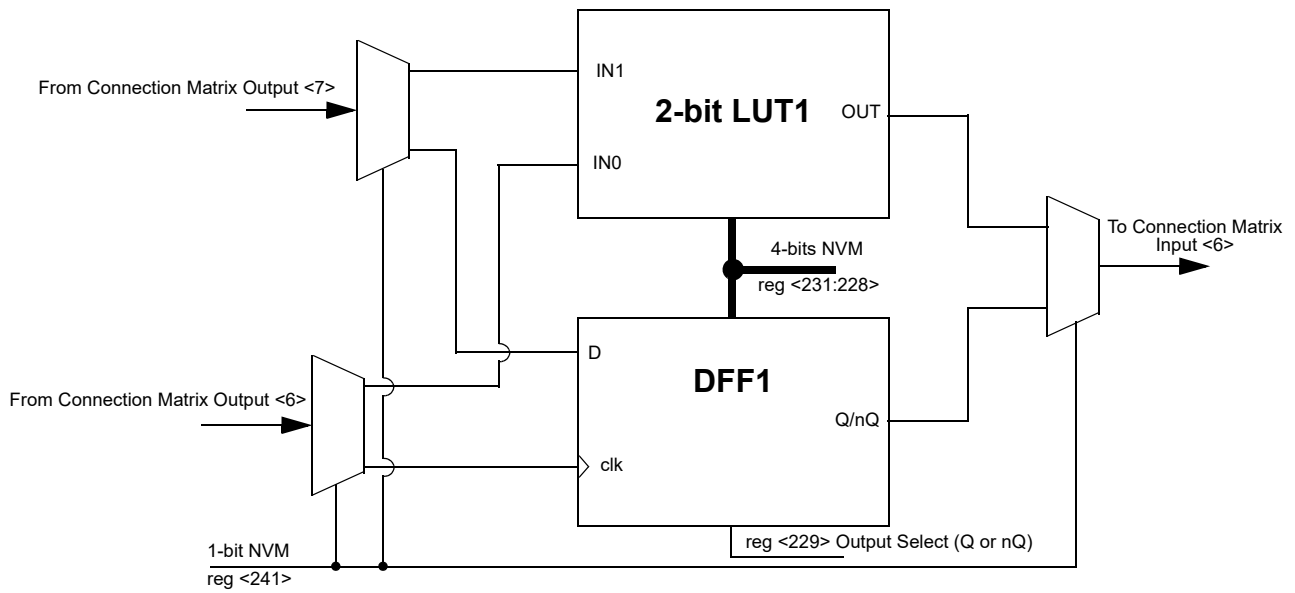 From Connection Matrix Output <7>
IN1
2-bit LUT1
OUT
IN0
To Connection Matrix
Input <6>
4-bits NVM
reg <231:228>
D
DFF1
From Connection Matrix Output <6>
Q/nQ
clk
reg <229> Output Select (Q or nQ)
1-bit NVM
reg <241>